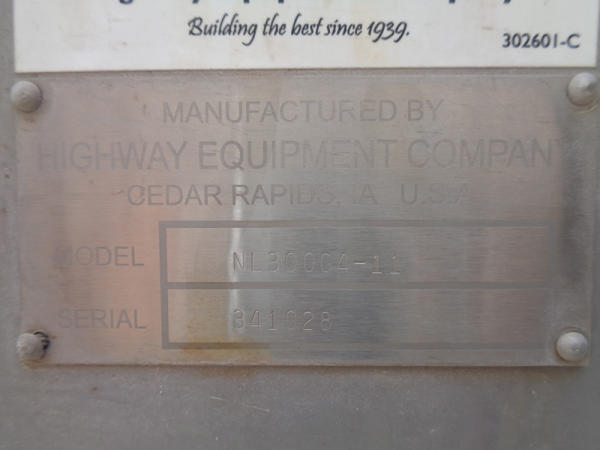 Building the best since 1939.
302601-C
MANUFACTURED BY
HIGHWAY EQUIPMENT COMPANY
CEDAR RAPIDS, IA U.S.A.
MODEL NL30004-11
SERIAL 341028